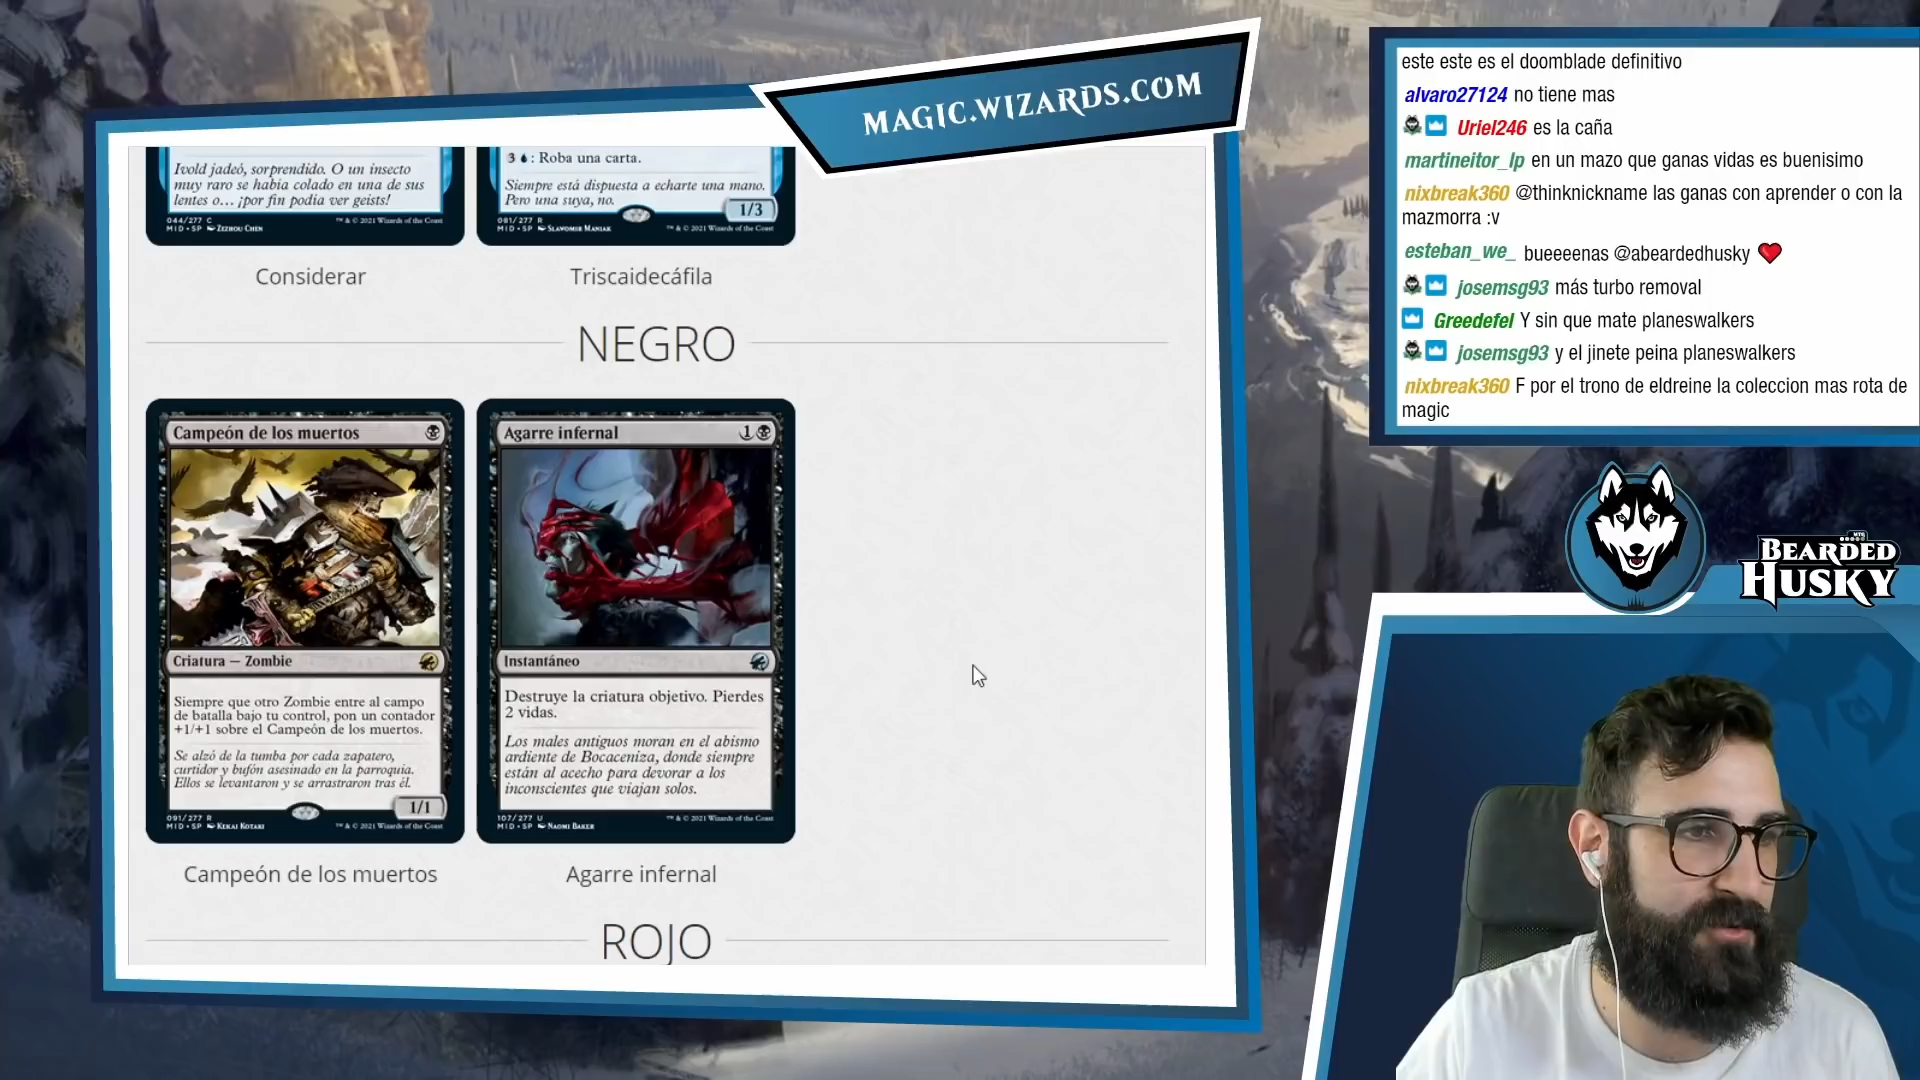 MAGIC.WIZARDS.COM
Ivold jadeó, sorprendido. O un insecto
muy raro se había colado en una de sus
lentes o... ¡por fin podía ver geists!
044/277 C
MID • SP ZEZHOU CHEN
™ & © 2021 Wizards of the Coast
3 : Roba una carta.
Siempre está dispuesta a echarte una mano.
Pero una suya, no.
1/3
081/277 R
MID • SP SLAWOMIR MANIAK
™ & © 2021 Wizards of the Coast
Considerar
Triscaidecáfila
NEGRO
Campeón de los muertos
Criatura — Zombie
Siempre que otro Zombie entre al campo
de batalla bajo tu control, pon un contador
+1/+1 sobre el Campeón de los muertos.
Se alzó de la tumba por cada zapatero,
curtidor y bufón asesinado en la parroquia.
Ellos se levantaron y se arrastraron tras él.
1/1
091/277 R
MID • SP KEKAI KOTAKI
™ & © 2021 Wizards of the Coast
Agarre infernal
1
Instantáneo
Destruye la criatura objetivo. Pierdes
2 vidas.
Los males antiguos moran en el abismo
ardiente de Bocaceniza, donde siempre
están al acecho para devorar a los
inconscientes que viajan solos.
107/277 U
MID • SP NAOMI BAKER
™ & © 2021 Wizards of the Coast
Campeón de los muertos
Agarre infernal
ROJO
este este es el doomblade definitivo
alvaro27124 no tiene mas
Uriel246 es la caña
martineitor_lp en un mazo que ganas vidas es buenisimo
nixbreak360 @thinknickname las ganas con aprender o con la
mazmorra :v
esteban_we_ bueeeenas @abeardedhusky
josemsg93 más turbo removal
Greedefel Y sin que mate planeswalkers
josemsg93 y el jinete peina planeswalkers
nixbreak360 F por el trono de eldreine la coleccion mas rota de
magic
MTG
BEARDED
HUSKY